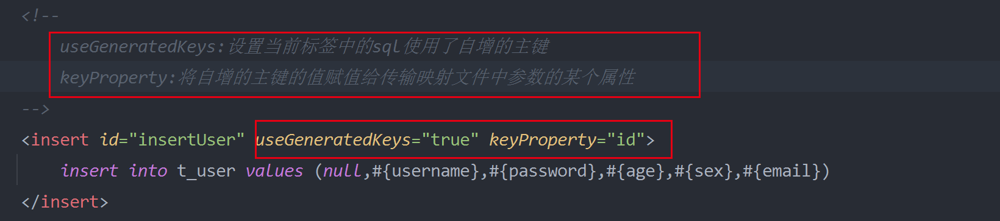 <!--
useGeneratedKeys:设置当前标签中的sql使用了自增的主键
keyProperty:将自增的主键的值赋值给传输映射文件中参数的某个属性
-->
<insert id="insertUser" useGeneratedKeys="true" keyProperty="id">
insert into t_user values (null,#{username},#{password},#{age},#{sex},#{email})
</insert>